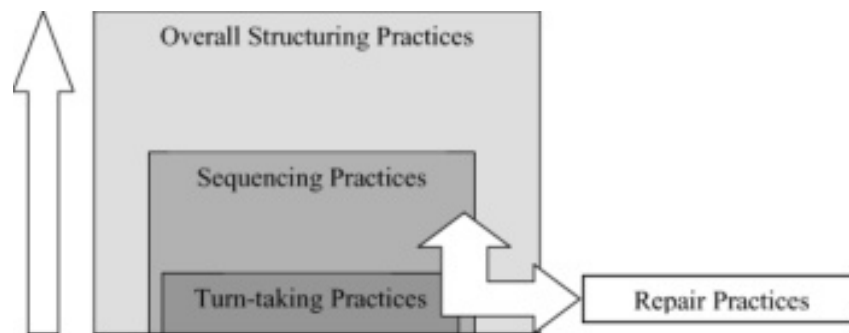 Overall Structuring Practices
Sequencing Practices
Turn-taking Practices
Repair Practices